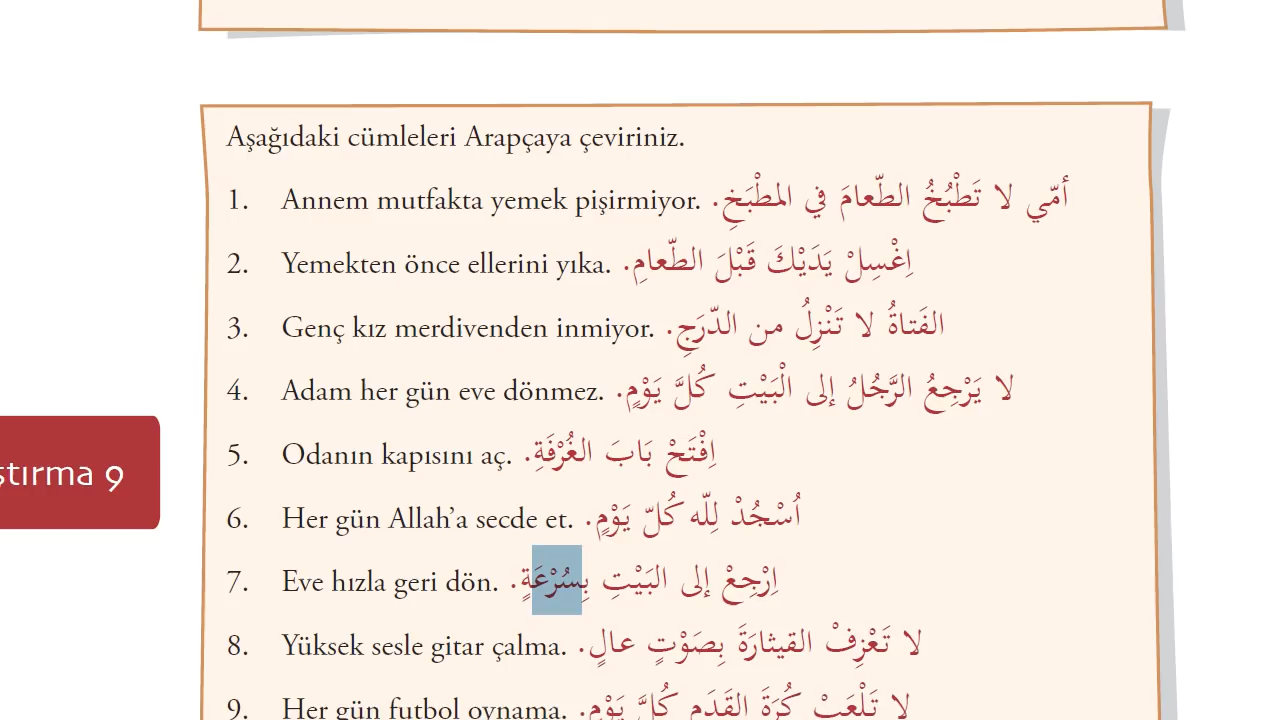 Aşağıdaki cümleleri Arapçaya çeviriniz.
1. Annem mutfakta yemek pişirmiyor. أمّي لا تَطْبُخُ الطّعامَ في المطْبَخِ.
2. Yemekten önce ellerini yıka. اِغْسِلْ يَدَيْكَ قَبْلَ الطّعامِ.
3. Genç kız merdivenden inmiyor. الفَتاةُ لا تَنْزِلُ من الدّرَجِ.
4. Adam her gün eve dönmez. لا يَرْجِعُ الرَّجُلُ إلى الْبَيْتِ كُلَّ يَوْمٍ.
5. Odanın kapısını aç. اِفْتَحْ بَابَ الغُرْفَةِ.
ştırma 9
6. Her gün Allah’a secde et. اُسْجُدْ لِلّه كُلّ يَوْمٍ.
7. Eve hızla geri dön. اِرْجِعْ إلى البَيْتِ بِسُرْعَةٍ.
8. Yüksek sesle gitar çalma. لا تَعْزِفْ القيثارَةَ بِصَوْتٍ عالٍ.
9. Her gün futbol oynama. لا تَلْعَبْ كُرَةَ القَدَمِ كُلَّ يَوْمٍ.